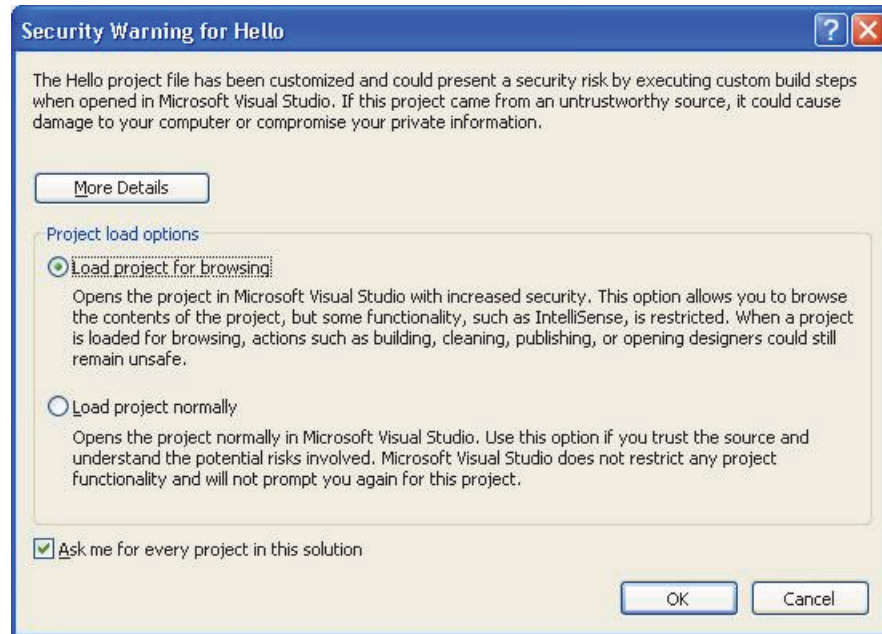 Security Warning for Hello
The Hello project file has been customized and could present a security risk by executing custom build steps
when opened in Microsoft Visual Studio. If this project came from an untrustworthy source, it could cause
damage to your computer or compromise your private information.
More Details
Project load options
Load project for browsing
Opens the project in Microsoft Visual Studio with increased security. This option allows you to browse
the contents of the project, but some functionality, such as IntelliSense, is restricted. When a project
is loaded for browsing, actions such as building, cleaning, publishing, or opening designers could still
remain unsafe.
Load project normally
Opens the project normally in Microsoft Visual Studio. Use this option if you trust the source and
understand the potential risks involved. Microsoft Visual Studio does not restrict any project
functionality and will not prompt you again for this project.
Ask me for every project in this solution
OK Cancel